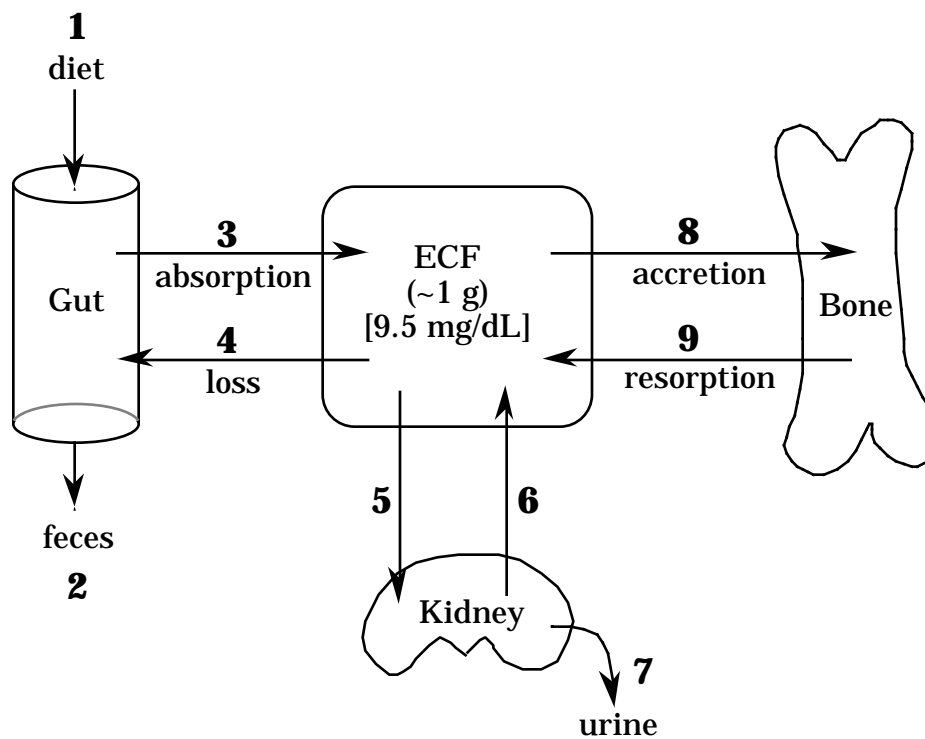 1
diet
3
absorption
Gut
4
loss
ECF
(~1 g)
[9.5 mg/dL]
8
accretion
Bone
9
resorption
5
6
feces
2
Kidney
7
urine